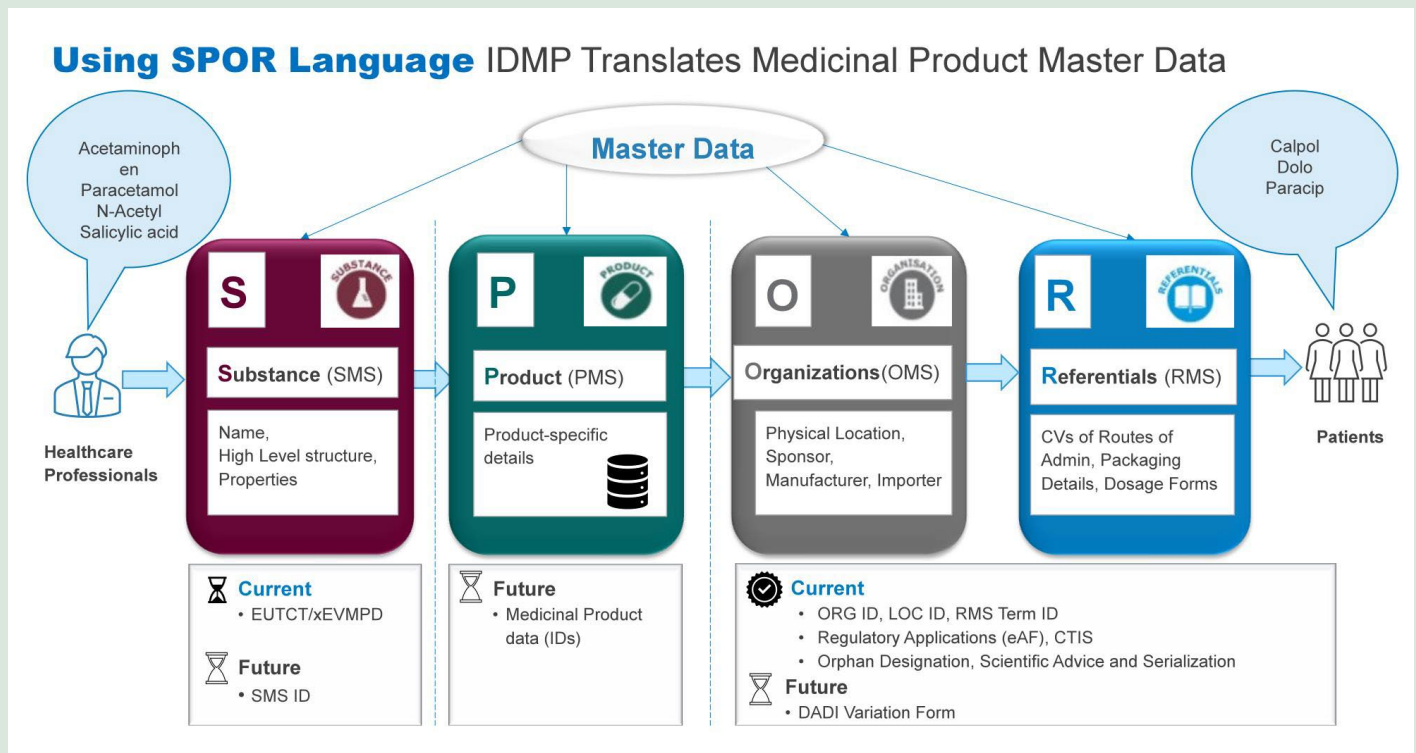 Using SPOR Language IDMP Translates Medicinal Product Master Data
Acetaminoph
en
Paracetamol
N-Acetyl
Salicylic acid
Master Data
Calpol
Dolo
Paracip
S
SUBSTANCE
P
PRODUCT
O
ORGANISATION
R
REFERENTIALS
Substance (SMS)
Product (PMS)
Organizations(OMS)
Referentials (RMS)
Healthcare
Professionals
Name,
High Level structure,
Properties
Product-specific
details
Physical Location,
Sponsor,
Manufacturer, Importer
CVs of Routes of
Admin, Packaging
Details, Dosage Forms
Patients
Current
• EUTCT/xEVMPD
Future
• SMS ID
Future
• Medicinal Product
data (IDs)
Current
• ORG ID, LOC ID, RMS Term ID
• Regulatory Applications (eAF), CTIS
• Orphan Designation, Scientific Advice and Serialization
Future
• DADI Variation Form